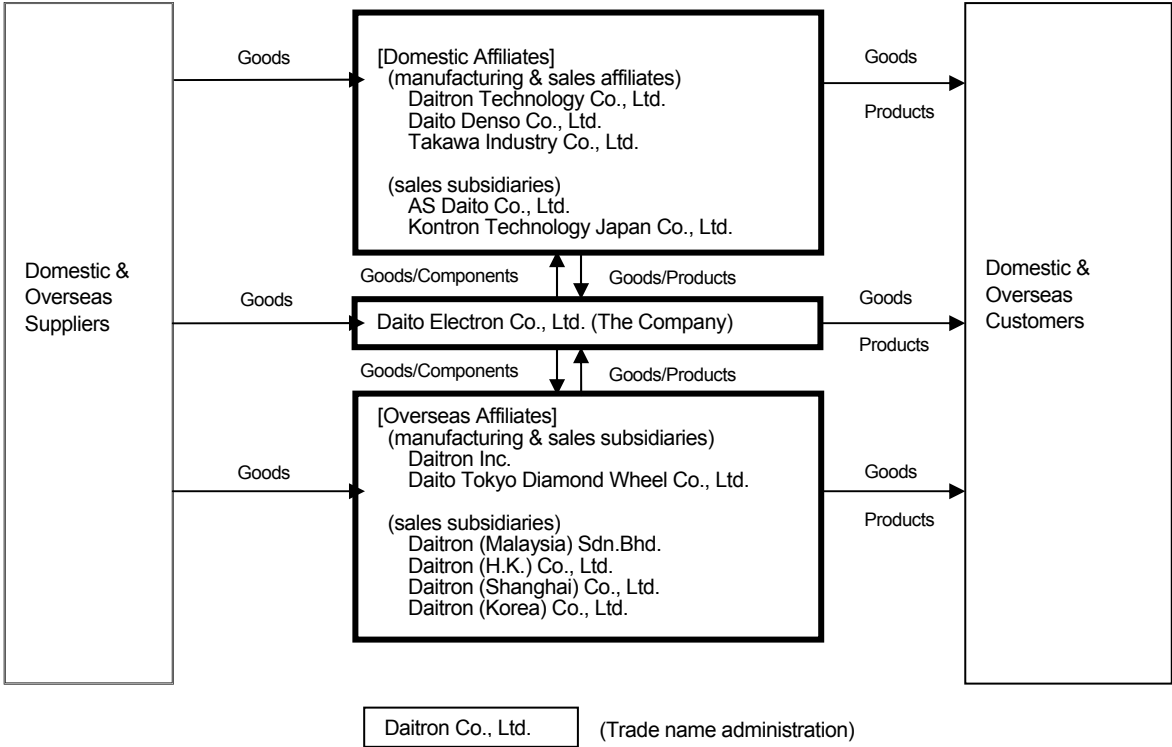 Domestic &
Overseas
Suppliers
Goods
[Domestic Affiliates]
(manufacturing & sales affiliates)
Daitron Technology Co., Ltd.
Daito Denso Co., Ltd.
Takawa Industry Co., Ltd.
(sales subsidiaries)
AS Daito Co., Ltd.
Kontron Technology Japan Co., Ltd.
Goods
Products
Goods/Components
Goods/Products
Goods
Daito Electron Co., Ltd. (The Company)
Goods
Products
Goods/Components
Goods/Products
Goods
[Overseas Affiliates]
(manufacturing & sales subsidiaries)
Daitron Inc.
Daito Tokyo Diamond Wheel Co., Ltd.
(sales subsidiaries)
Daitron (Malaysia) Sdn.Bhd.
Daitron (H.K.) Co., Ltd.
Daitron (Shanghai) Co., Ltd.
Daitron (Korea) Co., Ltd.
Goods
Products
Domestic &
Overseas
Customers
Daitron Co., Ltd. (Trade name administration)